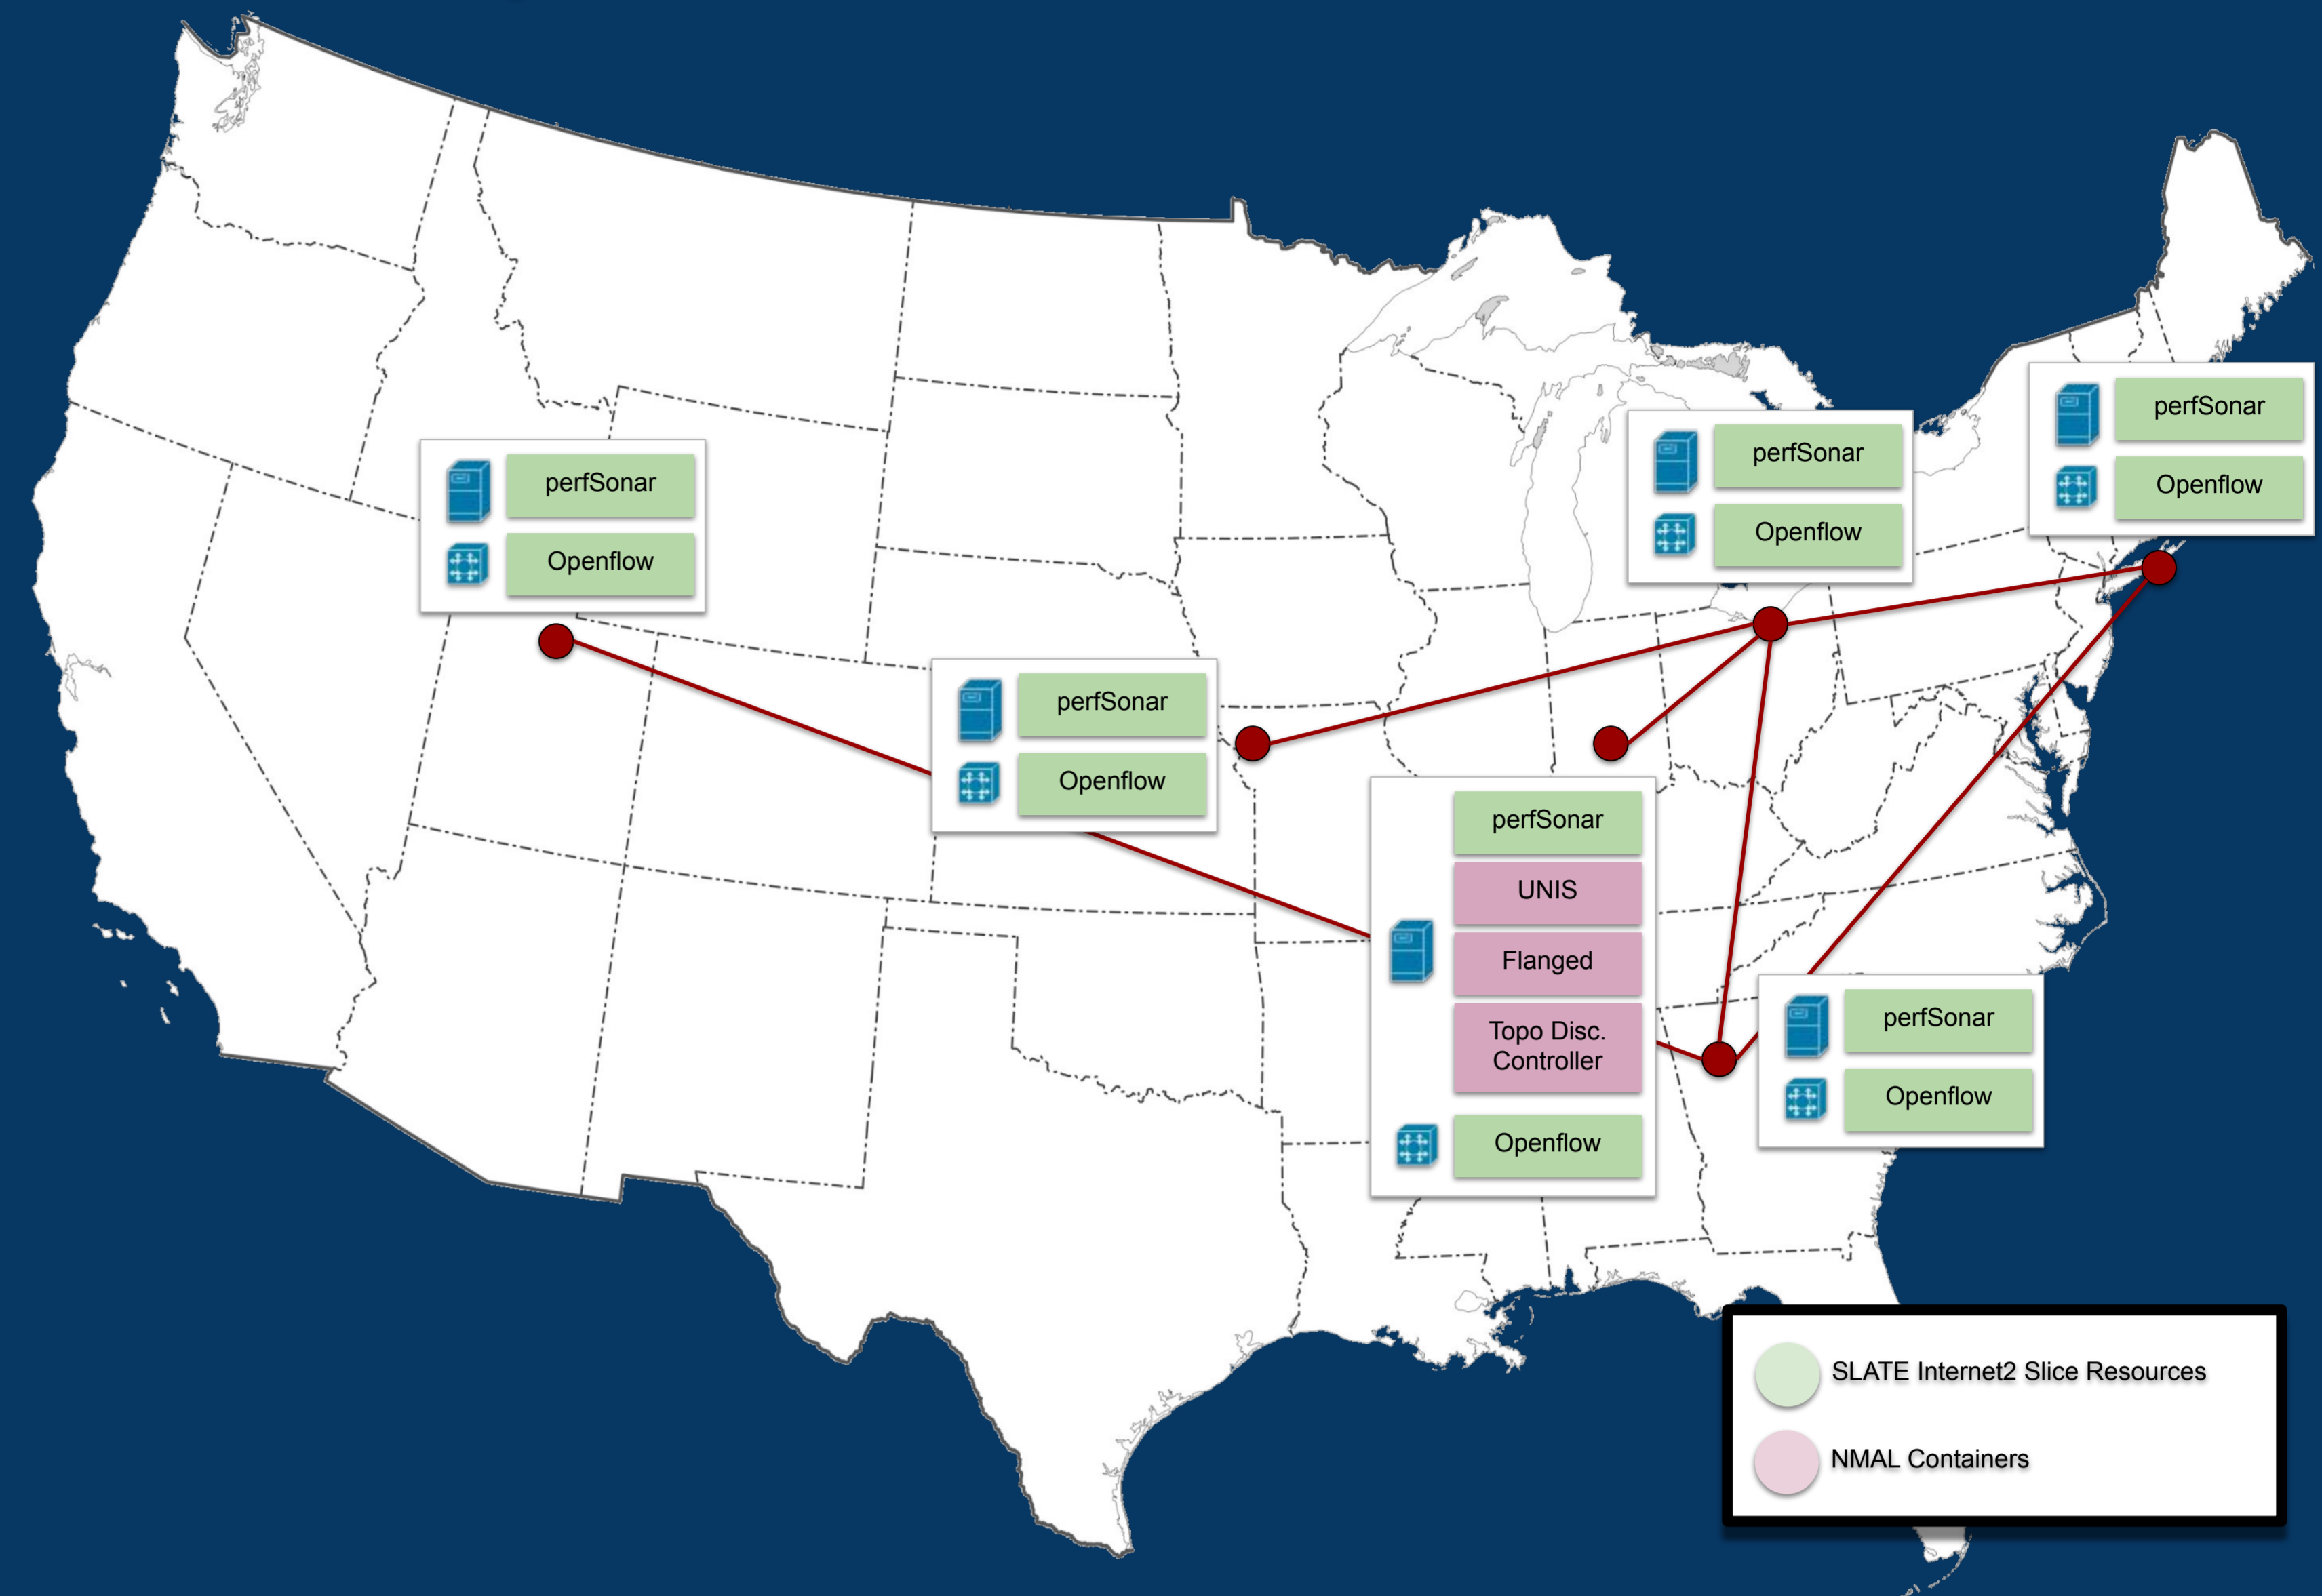 perfSonar
Openflow
perfSonar
Openflow
perfSonar
Openflow
perfSonar
Openflow
perfSonar
UNIS
Flanged
Topo Disc.
Controller
Openflow
perfSonar
Openflow
SLATE Internet2 Slice Resources
NMAL Containers